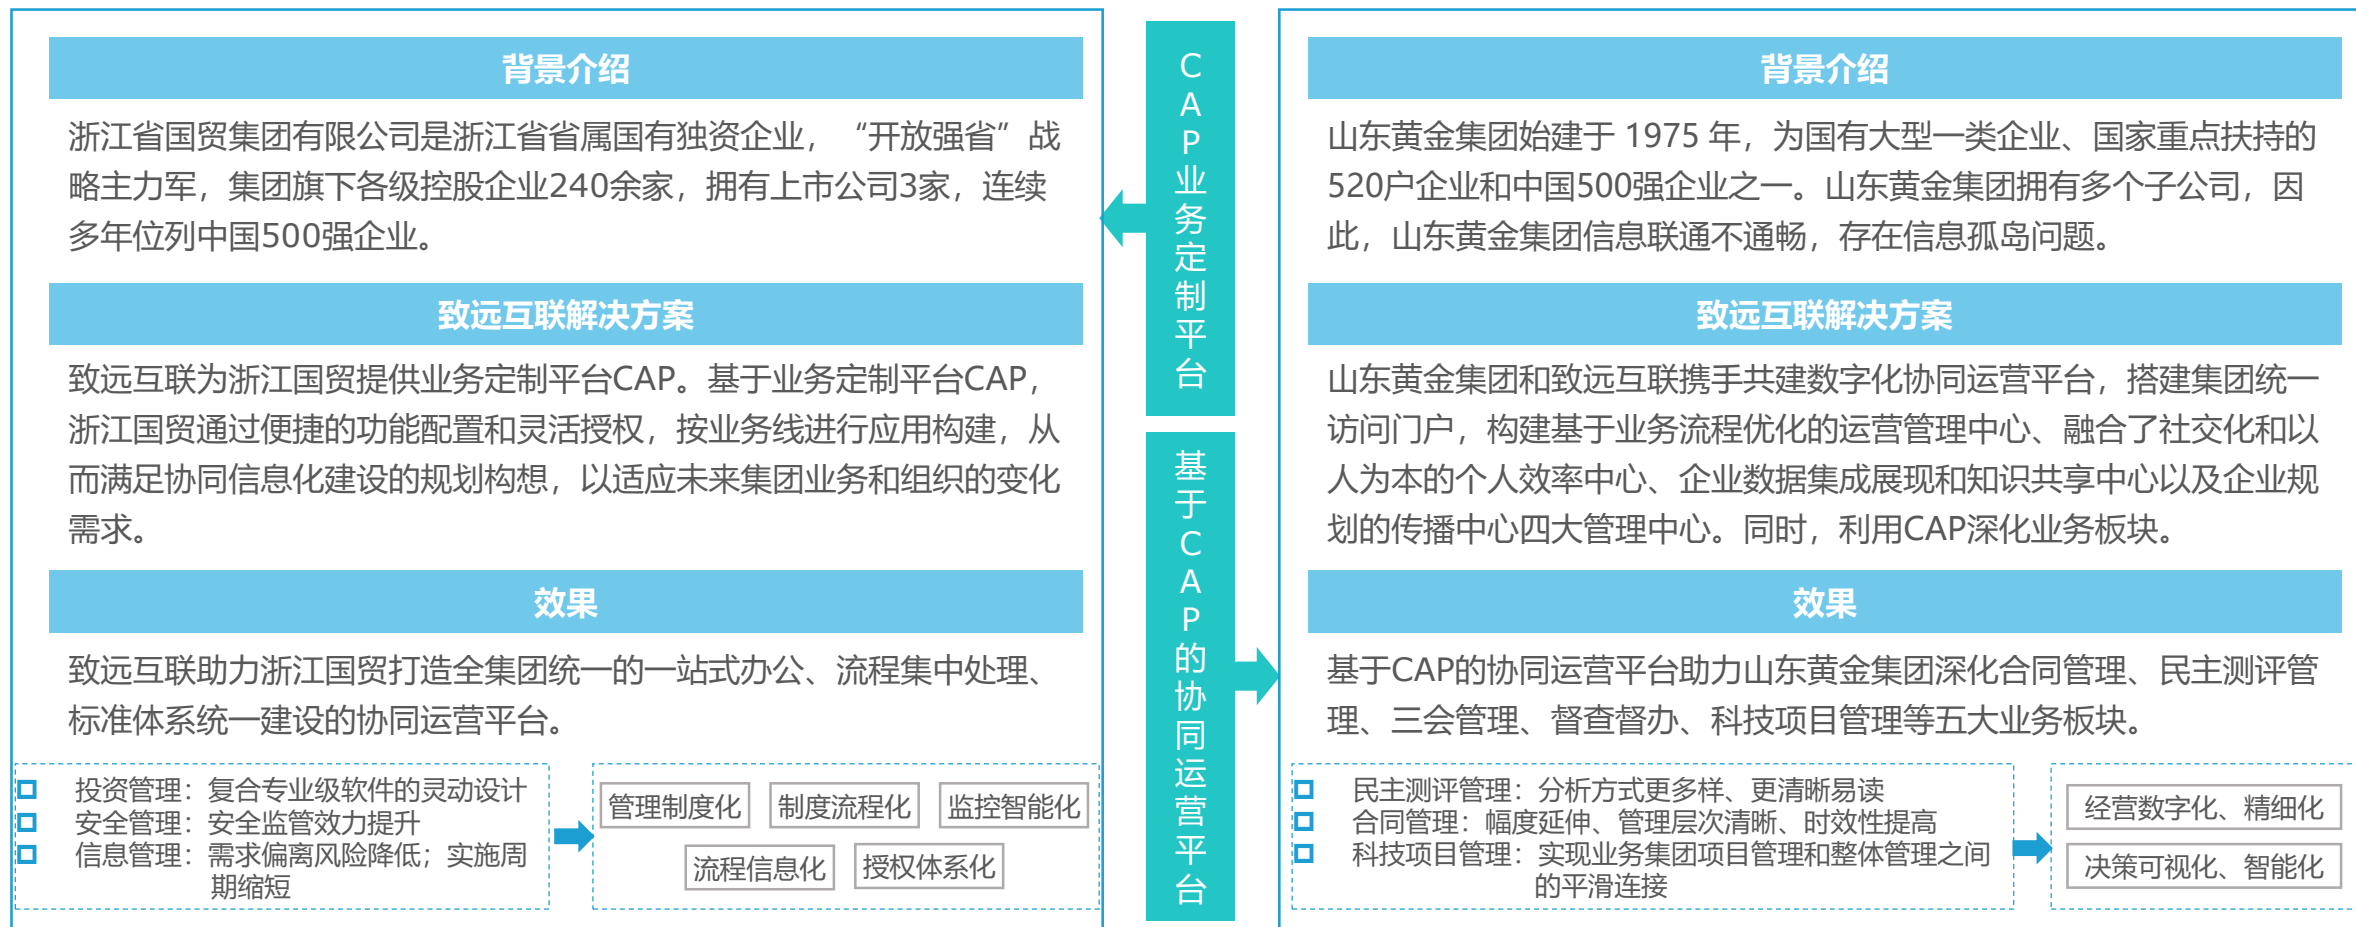 背景介绍
浙江省国贸集团有限公司是浙江省省属国有独资企业，“开放强省”战
略主力军，集团旗下各级控股企业240余家，拥有上市公司3家，连续
多年位列中国500强企业。
致远互联解决方案
致远互联为浙江国贸提供业务定制平台CAP。基于业务定制平台CAP，
浙江国贸通过便捷的功能配置和灵活授权，按业务线进行应用构建，从
而满足协同信息化建设的规划构想，以适应未来集团业务和组织的变化
需求。
效果
致远互联助力浙江国贸打造全集团统一的一站式办公、流程集中处理、
标准体系统一建设的协同运营平台。
投资管理：复合专业级软件的灵动设计
安全管理：安全监管效力提升
信息管理：需求偏离风险降低；实施周
期缩短
管理制度化
制度流程化
监控智能化
流程信息化
授权体系化
CAP业务定制平台
基于CAP的协同运营平台
背景介绍
山东黄金集团始建于 1975 年，为国有大型一类企业、国家重点扶持的
520户企业和中国500强企业之一。山东黄金集团拥有多个子公司，因
此，山东黄金集团信息联通不通畅，存在信息孤岛问题。
致远互联解决方案
山东黄金集团和致远互联携手共建数字化协同运营平台，搭建集团统一
访问门户，构建基于业务流程优化的运营管理中心、融合了社交化和以
人为本的个人效率中心、企业数据集成展现和知识共享中心以及企业规
划的传播中心四大管理中心。同时，利用CAP深化业务板块。
效果
基于CAP的协同运营平台助力山东黄金集团深化合同管理、民主测评管
理、三会管理、督查督办、科技项目管理等五大业务板块。
民主测评管理：分析方式更多样、更清晰易读
合同管理：幅度延伸、管理层次清晰、时效性提高
科技项目管理：实现业务集团项目管理和整体管理之间
的平滑连接
经营数字化、精细化
决策可视化、智能化